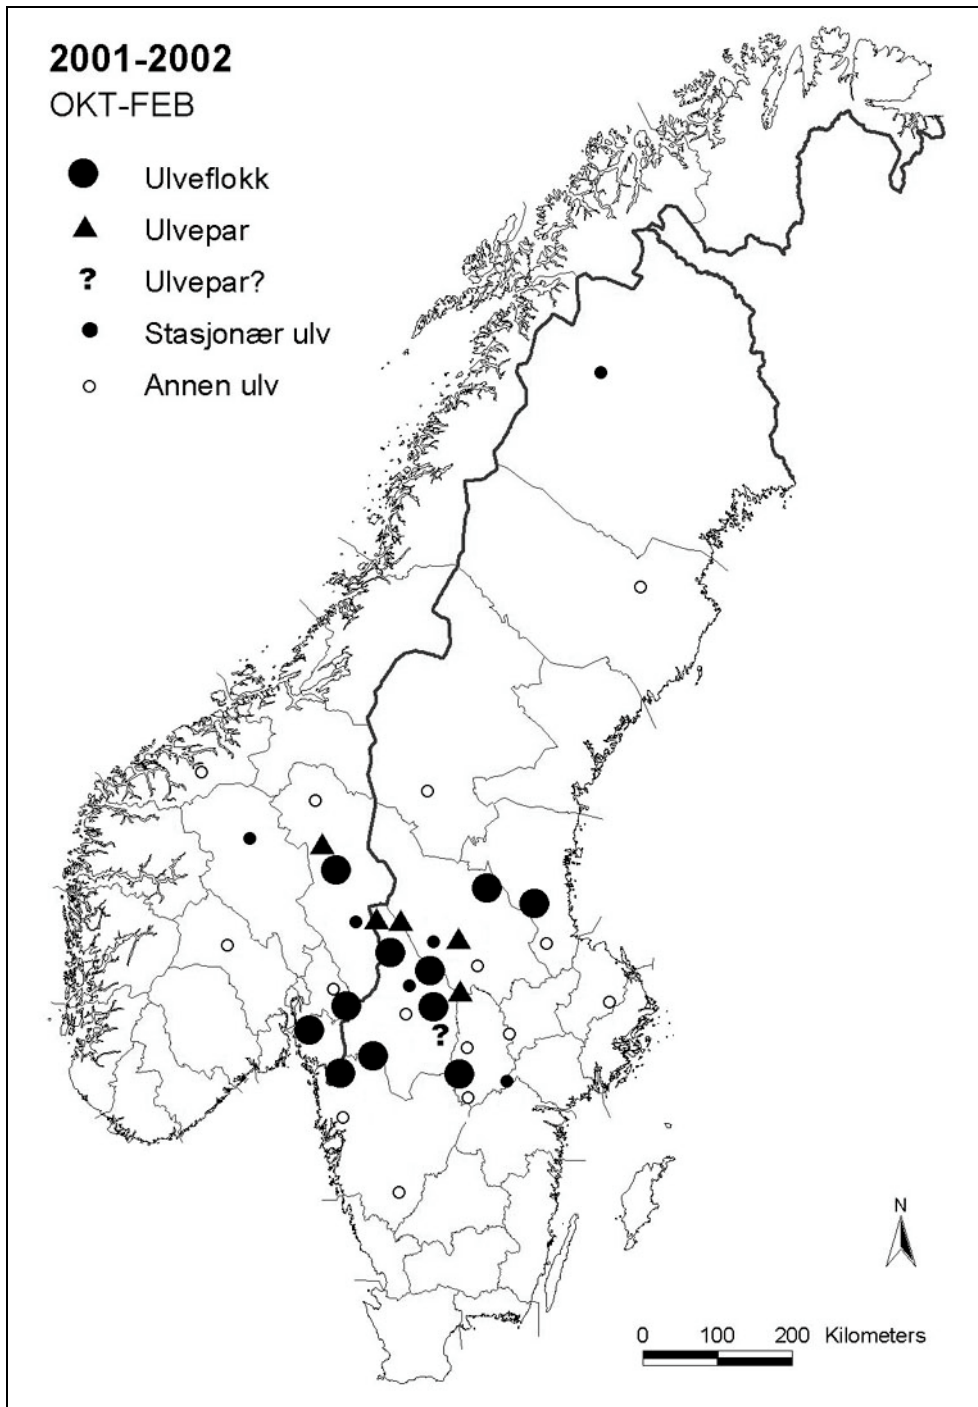 2001-2002
OKT-FEB
Ulveflokk
Ulvepar
? Ulvepar?
Stasjonær ulv
Annen ulv
?
N
0 100 200 Kilometers